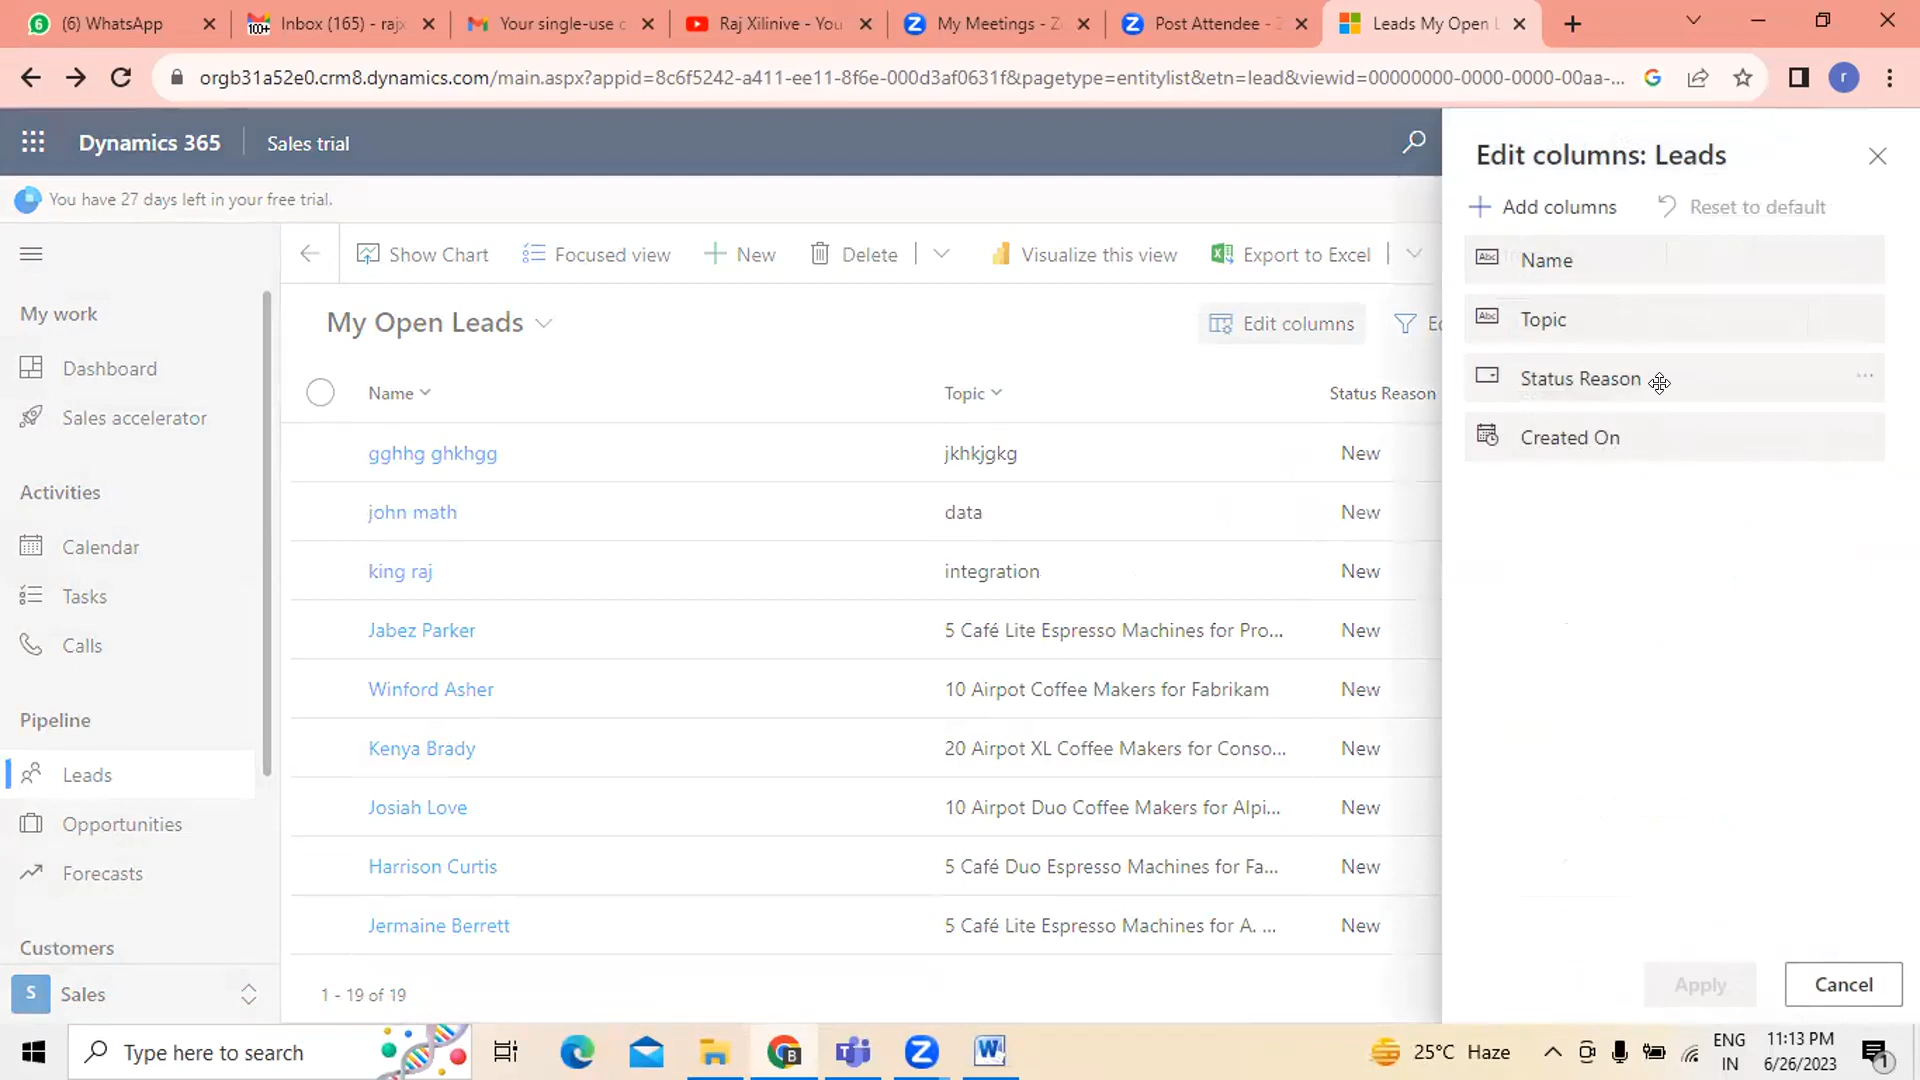 (6) WhatsApp
Inbox (165) - rajx
Your single-use c
Raj Xilinive - You
My Meetings - Z
Post Attendee - Z
Leads My Open L
orgb31a52e0.crm8.dynamics.com/main.aspx?appid=8c6f5242-a411-ee11-8f6e-000d3af0631f&pagetype=entitylist&etn=lead&viewid=00000000-0000-0000-00aa-...
r
Dynamics 365
Sales trial
You have 27 days left in your free trial.
Show Chart
Focused view
New
Delete
Visualize this view
Export to Excel
My work
Dashboard
Sales accelerator
Activities
Calendar
Tasks
Calls
Pipeline
Leads
Opportunities
Forecasts
Customers
S Sales
My Open Leads
Edit columns
Name Topic Status Reason
gghhg ghkhgg jkhkjgkg New
john math data New
king raj integration New
Jabez Parker 5 Café Lite Espresso Machines for Pro... New
Winford Asher 10 Airpot Coffee Makers for Fabrikam New
Kenya Brady 20 Airpot XL Coffee Makers for Conso... New
Josiah Love 10 Airpot Duo Coffee Makers for Alpi... New
Harrison Curtis 5 Café Duo Espresso Machines for Fa... New
Jermaine Berrett 5 Café Lite Espresso Machines for A. ... New
1 - 19 of 19
Edit columns: Leads
Add columns
Reset to default
Abc Name
Abc Topic
Status Reason
Created On
Apply
Cancel
Type here to search
25°C Haze
ENG
IN
11:13 PM
6/26/2023
1